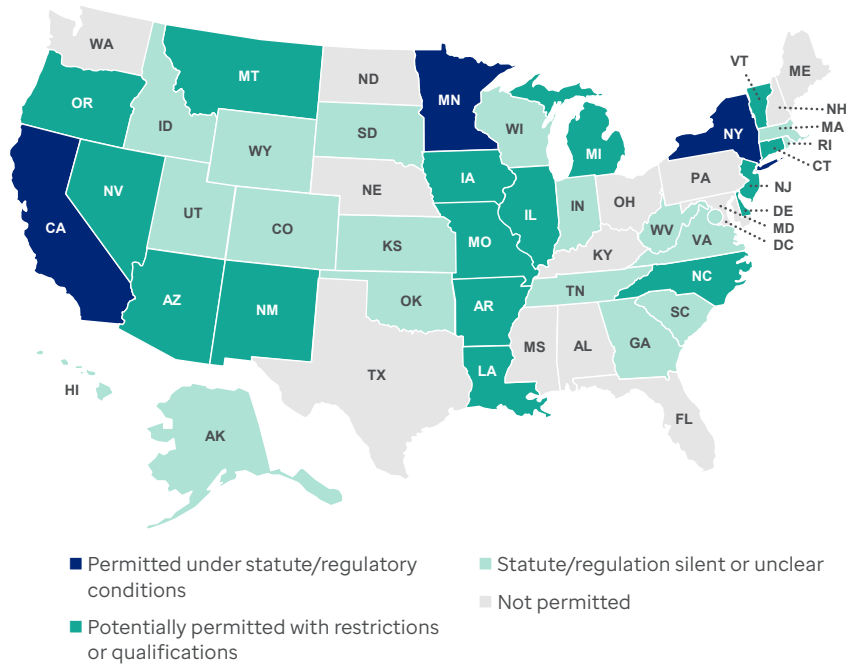 WA
MT
ND
MN
VT
ME
OR
ID
SD
WI
MI
NY
NH
MA
RI
CT
WY
NV
UT
CO
NE
IA
IL
IN
OH
PA
NJ
DE
MD
DC
CA
KS
MO
KY
WV
VA
AZ
NM
OK
AR
TN
NC
SC
TX
LA
MS
AL
GA
FL
HI
AK
Permitted under statute/regulatory
conditions
Potentially permitted with restrictions
or qualifications
Statute/regulation silent or unclear
Not permitted